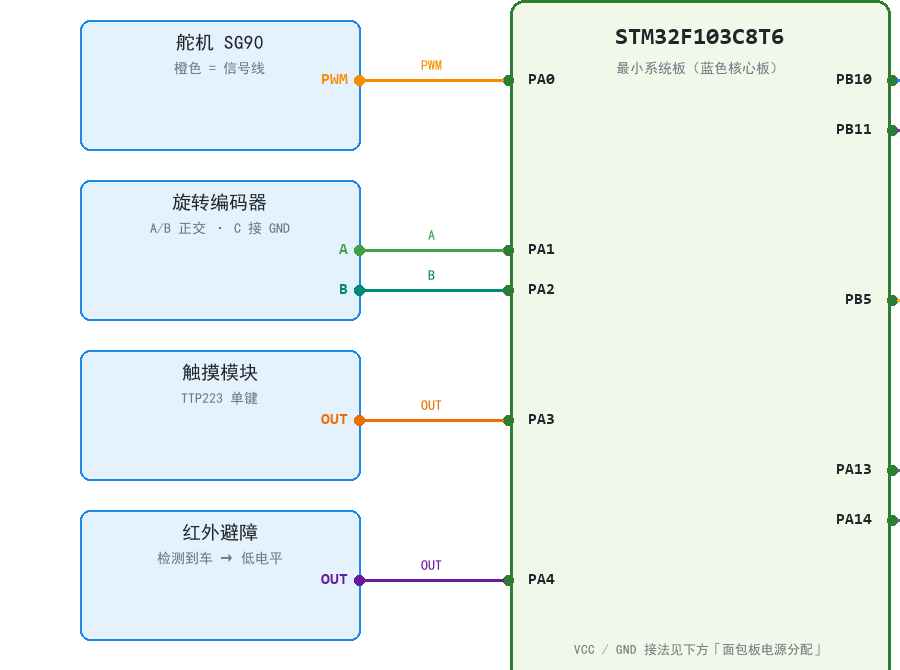 舵机 SG90
橙色 = 信号线
PWM
PWM
旋转编码器
A/B 正交 · C 接 GND
A
A
B
B
触摸模块
TTP223 单键
OUT
OUT
红外避障
检测到车 → 低电平
OUT
OUT
STM32F103C8T6
最小系统板（蓝色核心板）
PA0
PB10
PB11
PA1
PA2
PB5
PA3
PA13
PA14
PA4
VCC / GND 接法见下方「面包板电源分配」